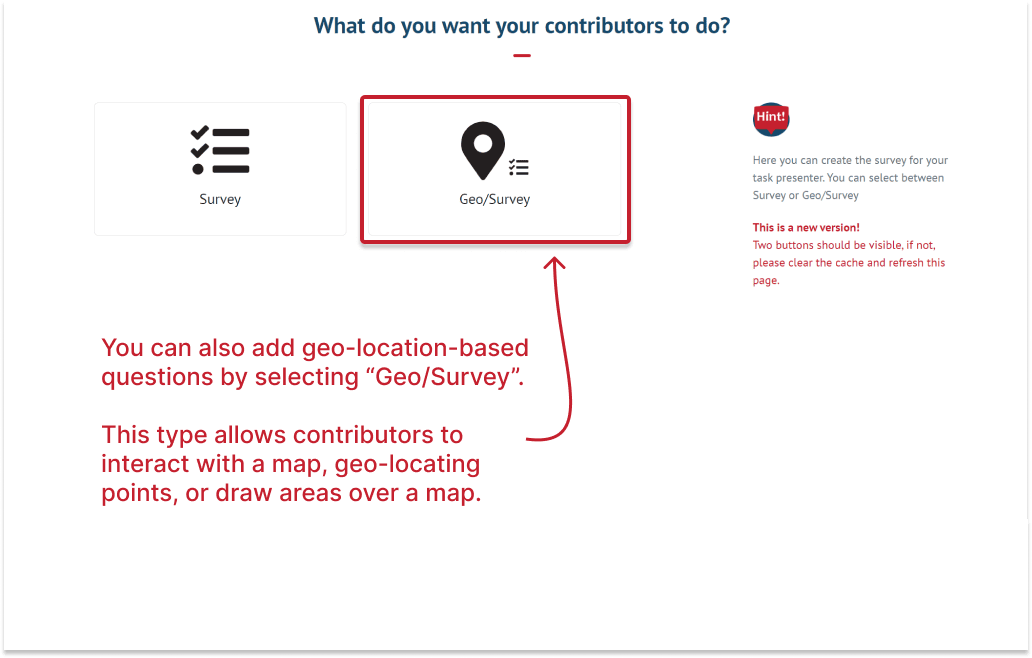 What do you want your contributors to do?
Survey
Geo/Survey
Hint!
Here you can create the survey for your
task presenter. You can select between
Survey or Geo/Survey
This is a new version!
Two buttons should be visible, if not,
please clear the cache and refresh this
page.
You can also add geo-location-based
questions by selecting “Geo/Survey”.
This type allows contributors to
interact with a map, geo-locating
points, or draw areas over a map.